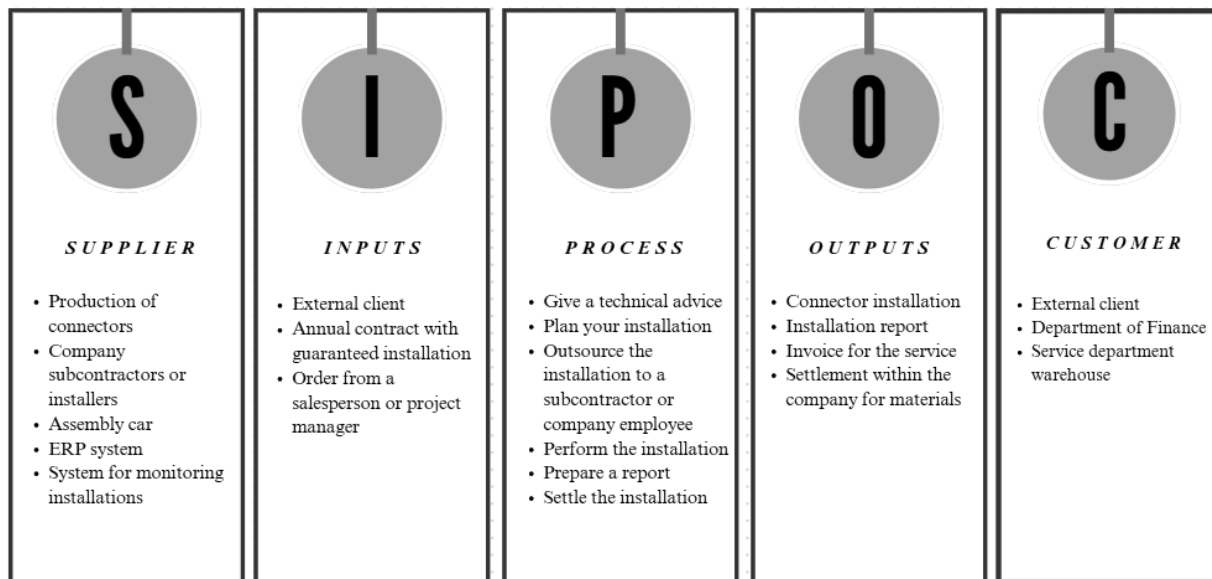 S
SUPPLIER
• Production of
connectors
• Company
subcontractors or
installers
• Assembly car
• ERP system
• System for monitoring
installations
I
INPUTS
• External client
• Annual contract with
guaranteed installation
• Order from a
salesperson or project
manager
P
PROCESS
• Give a technical advice
• Plan your installation
• Outsource the
installation to a
subcontractor or
company employee
• Perform the installation
• Prepare a report
• Settle the installation
O
OUTPUTS
• Connector installation
• Installation report
• Invoice for the service
• Settlement within the
company for materials
C
CUSTOMER
• External client
• Department of Finance
• Service department
warehouse